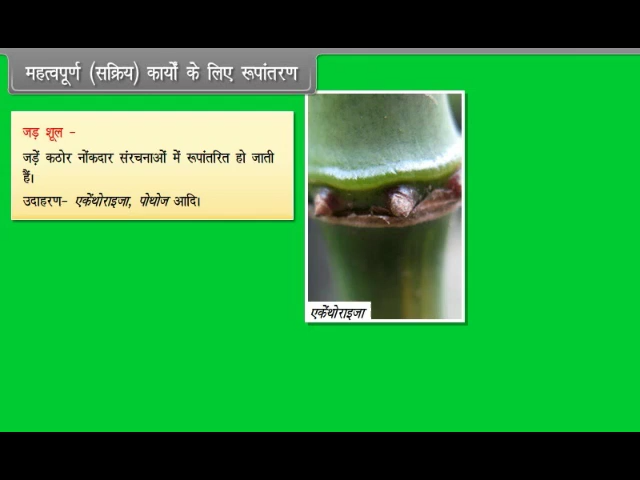 महत्वपूर्ण (सक्रिय) कार्यों के लिए रूपांतरण
जड़ शूल -
जड़ें कठोर नोंकदार संरचनाओं में रूपांतरित हो जाती
हैं।
उदाहरण- एकेंथोराइजा, पोथोज आदि।
एकेंथोराइजा